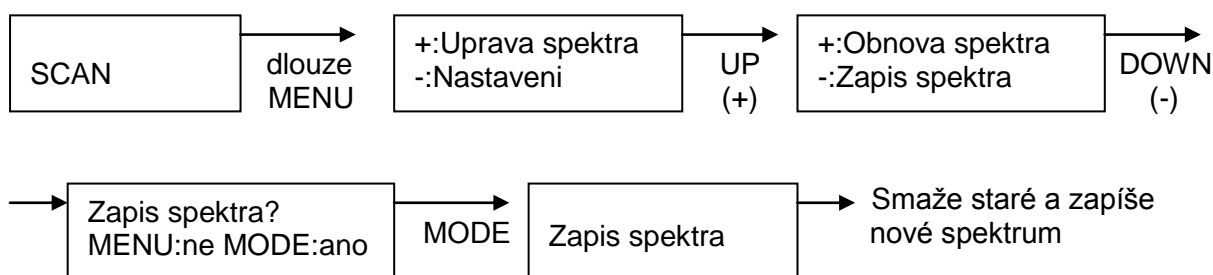 SCAN
dlouze
MENU
+:Uprava spektra
-:Nastaveni
UP
(+)
+:Obnova spektra
-:Zapis spektra
DOWN
(-)
Zapis spektra?
MENU:ne MODE:ano
MODE
Zapis spektra
Smaže staré a zapíše
nové spektrum